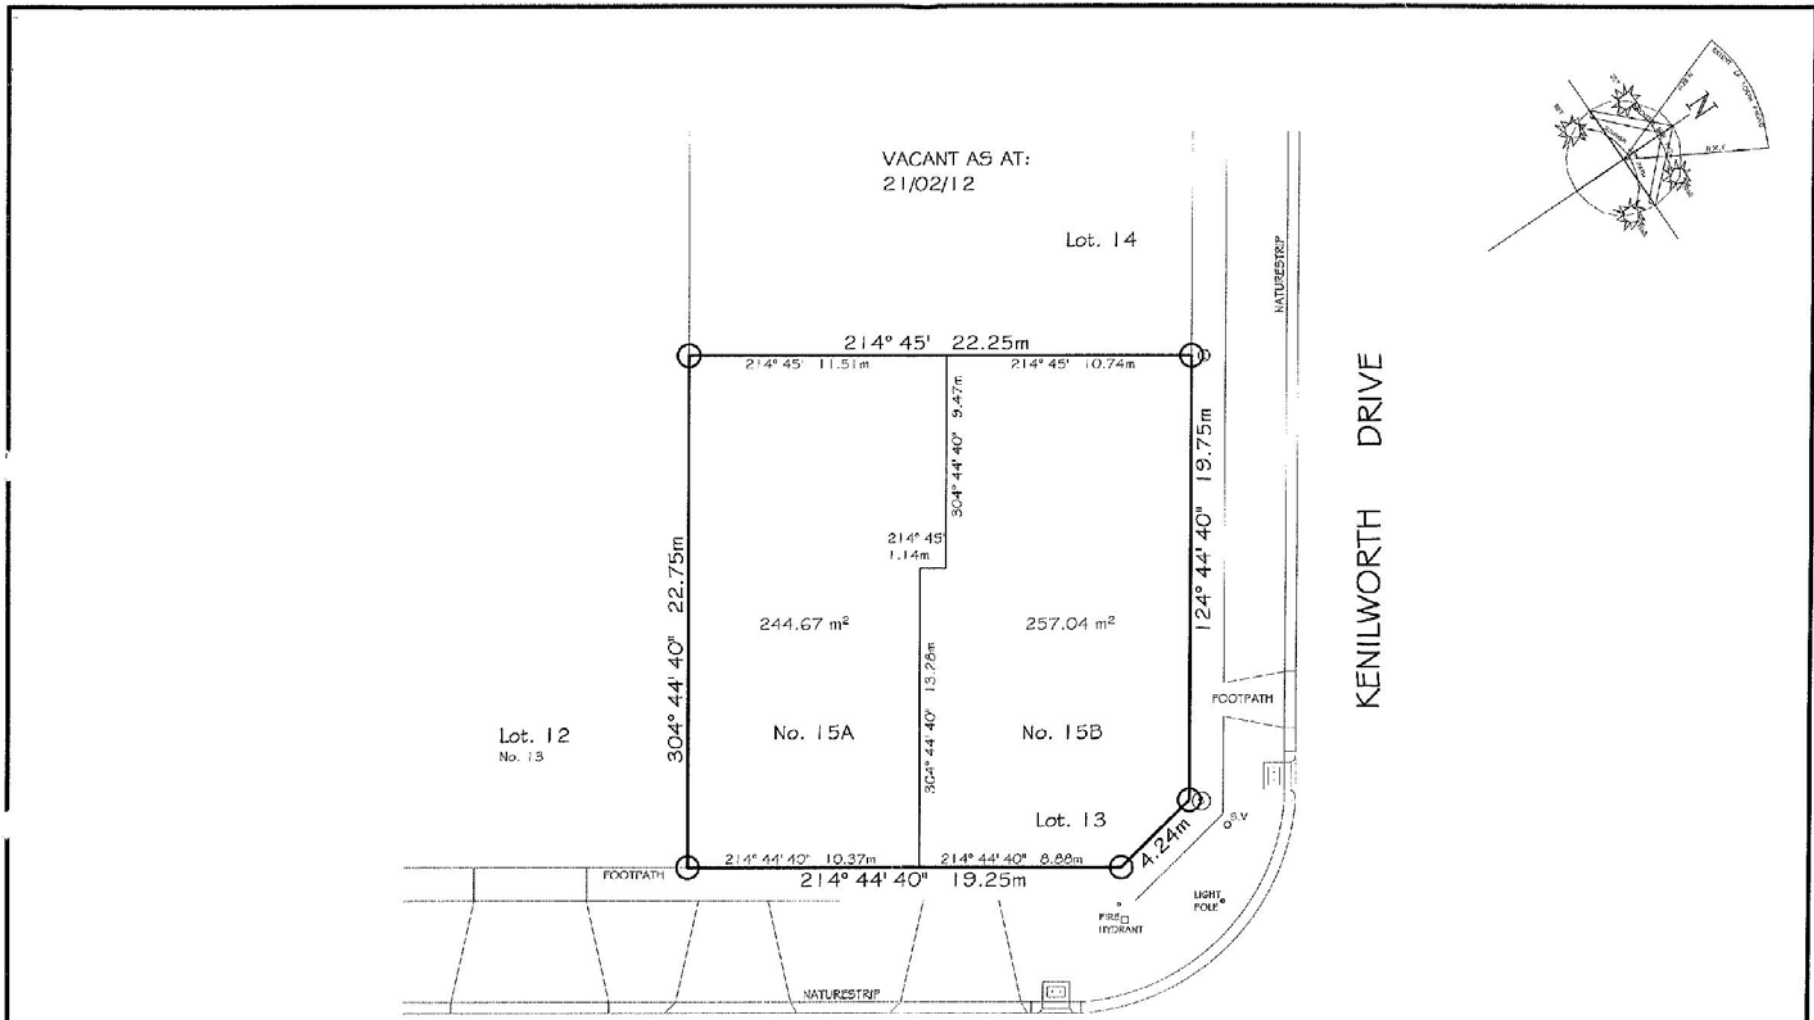 VACANT AS AT:
21/02/12
Lot. 14
N
NATURESTRIP
214° 45' 22.25m
214° 45' 11.51m
214° 45' 10.74m
304° 44' 40" 9.47m
124° 44' 40" 19.75m
KENILWORTH DRIVE
214° 45'
1.14m
304° 44' 40" 22.75m
244.67 m²
257.04 m²
304° 44' 40" 13.28m
FOOTPATH
Lot. 12
No. 13
No. 15A
No. 15B
Lot. 13
S.V
4.24m
214° 44' 40" 10.37m
214° 44' 40" 8.88m
FOOTPATH
214° 44' 40" 19.25m
LIGHT
POLE
FIRE
HYDRANT
NATURESTRIP